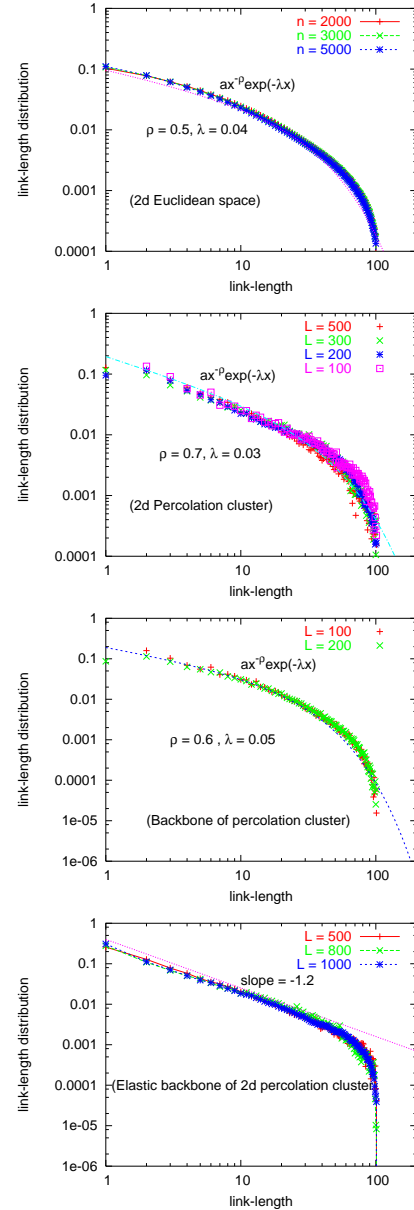 n = 2000
n = 3000
n = 5000
ax^-ρ exp(-λx)
ρ = 0.5, λ = 0.04
(2d Euclidean space)
link-length distribution
1
0.1
0.01
0.001
0.0001
1 10 100
link-length
L = 500
L = 300
L = 200
L = 100
ax^-ρ exp(-λx)
ρ = 0.7, λ = 0.03
(2d Percolation cluster)
link-length distribution
1
0.1
0.01
0.001
0.0001
1 10 100
link-length
L = 100
L = 200
ax^-ρ exp(-λx)
ρ = 0.6 , λ = 0.05
(Backbone of percolation cluster)
link-length distribution
1
0.1
0.01
0.001
0.0001
1e-05
1e-06
1 10 100
link-length
L = 500
L = 800
L = 1000
slope = -1.2
(Elastic backbone of 2d percolation cluster
link-length distribution
1
0.1
0.01
0.001
0.0001
1e-05
1e-06
1 10 100
link-length